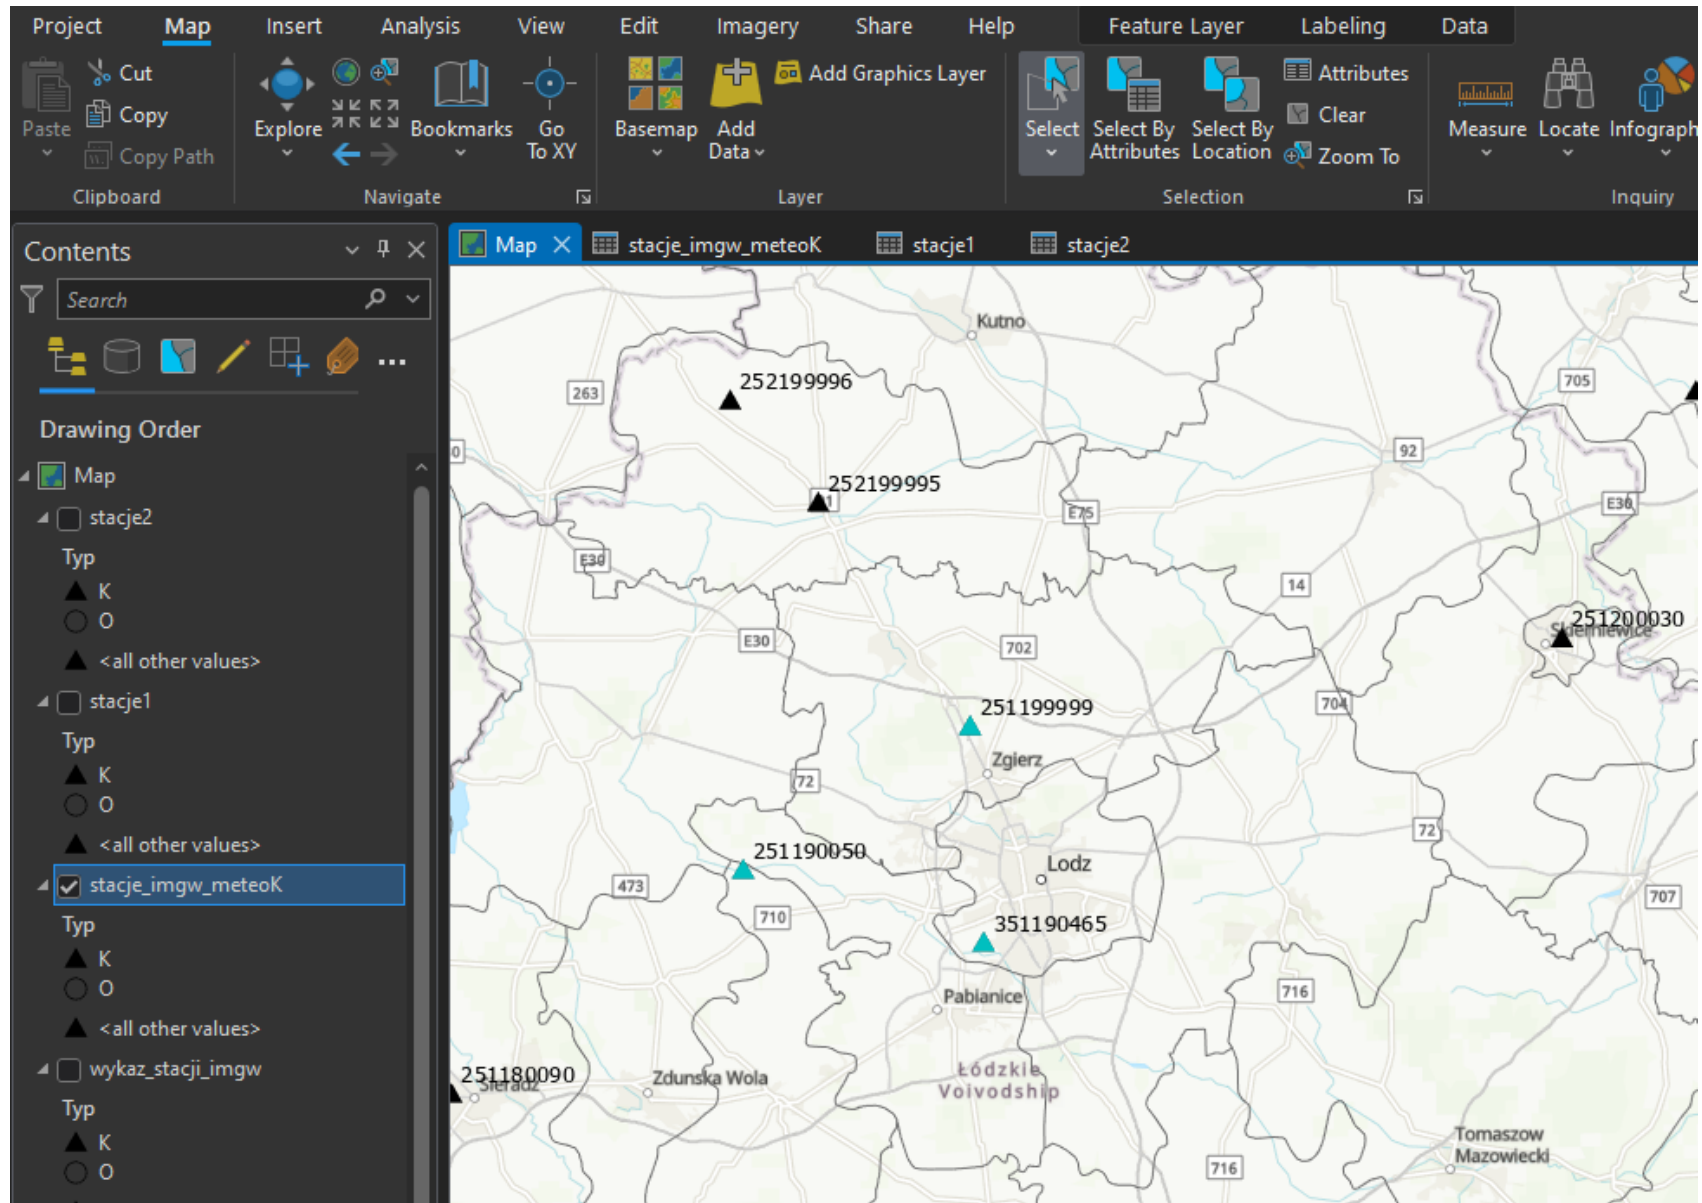 Project Map Insert Analysis View Edit Imagery Share Help Feature Layer Labeling Data
Paste
Cut
Copy
Copy Path
Clipboard
Explore
Bookmarks
Go To XY
Navigate
Basemap
Add Data
Add Graphics Layer
Layer
Select
Select By Attributes
Select By Location
Attributes
Clear
Zoom To
Selection
Measure
Locate
Infograph
Inquiry
Contents
Search
Drawing Order
Map
stacje2
Typ
K
O
<all other values>
stacje1
Typ
K
O
<all other values>
stacje_imgw_meteoK
Typ
K
O
<all other values>
wykaz_stacji_imgw
Typ
K
O
Map
stacje_imgw_meteoK
stacje1
stacje2
Kutno
252199996
263
705
92
252199995
E75
E30
E30
14
251200030
Skierniewice
E30
702
251199999
704
Zgierz
72
72
251190050
Lodz
473
707
710
351190465
Pabianice
716
251180090
Sieradz
Zdunska Wola
Łódzkie
Voivodship
Tomaszow
Mazowiecki
716